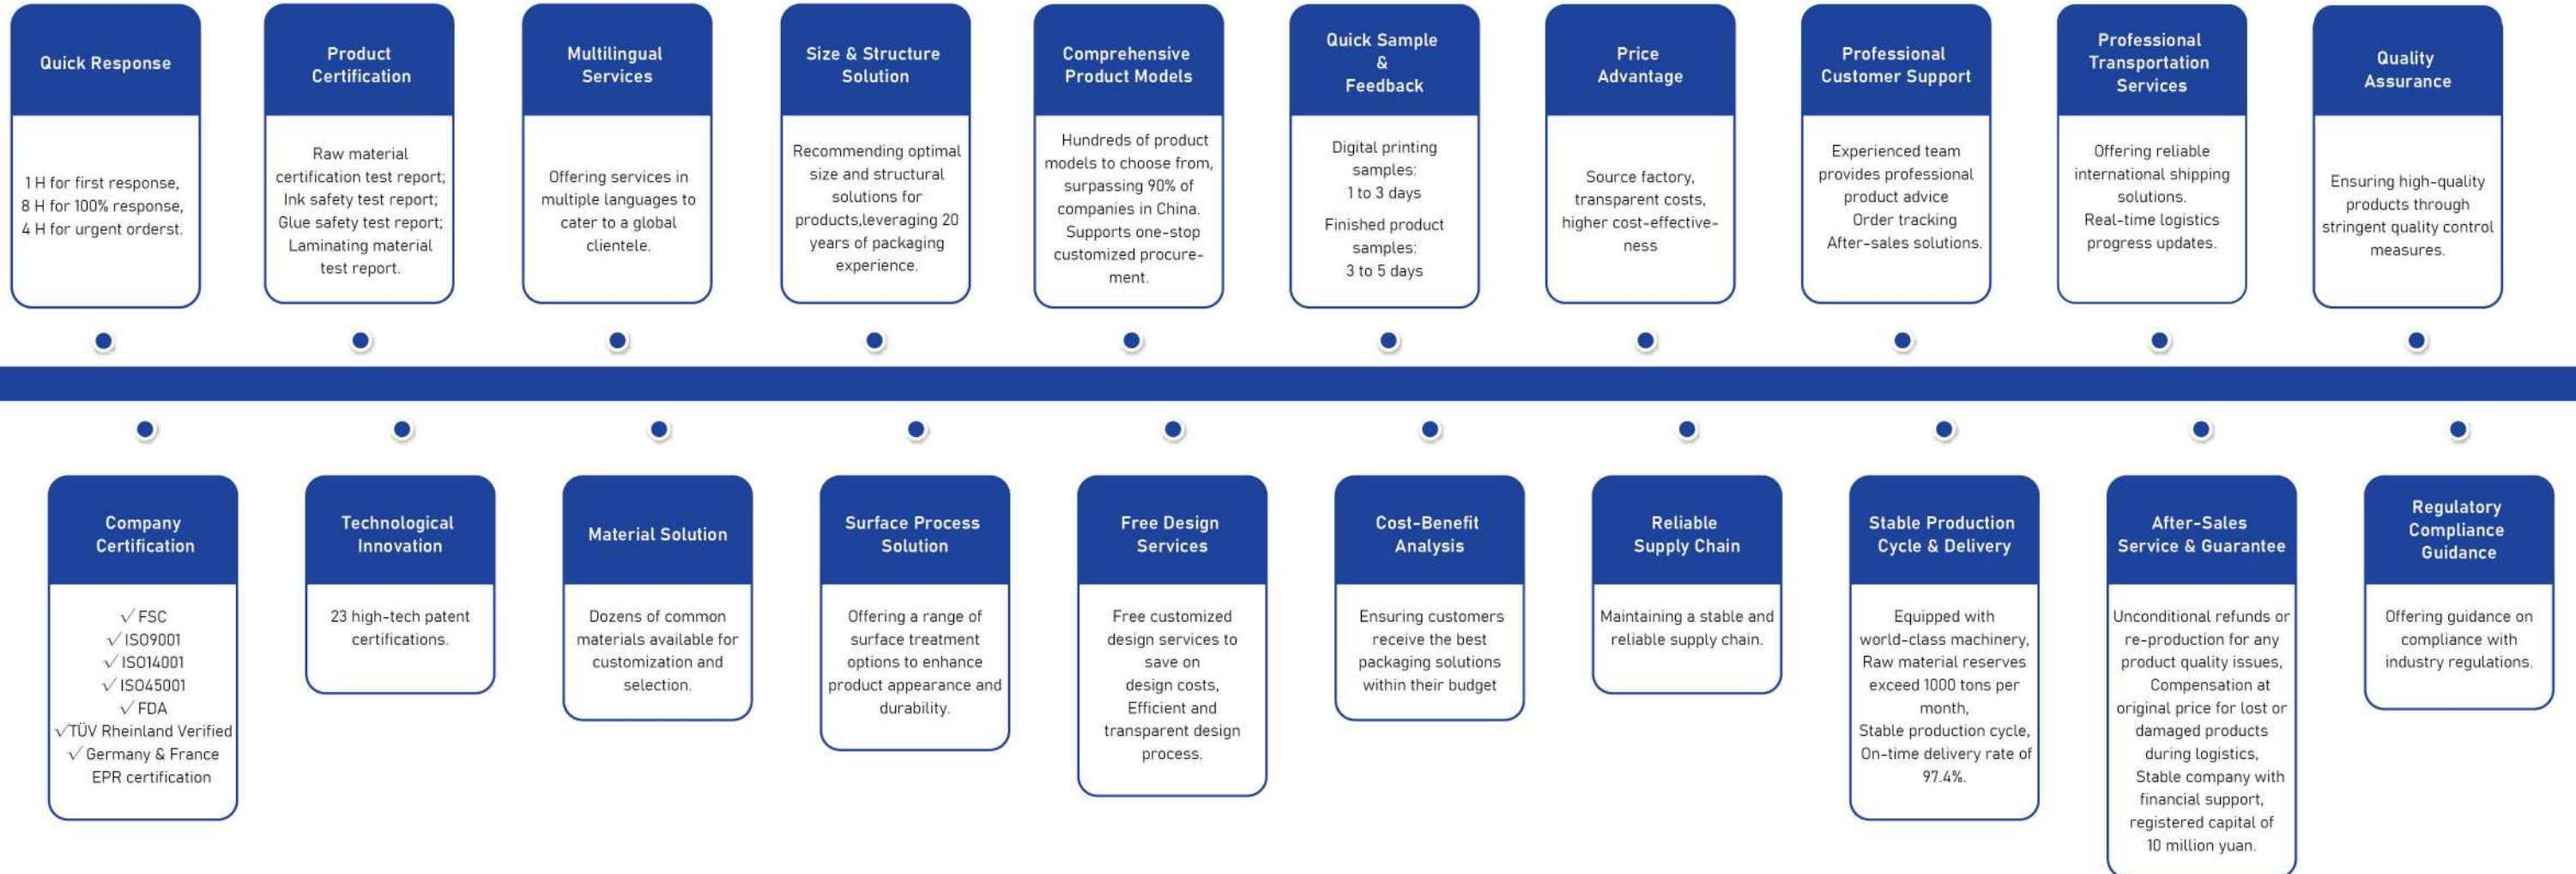 Quick Response
1 H for first response,
8 H for 100% response,
4 H for urgent orderst.
Product
Certification
Raw material
certification test report;
Ink safety test report;
Glue safety test report;
Laminating material
test report.
Multilingual
Services
Offering services in
multiple languages to
cater to a global
clientele.
Size & Structure
Solution
Recommending optimal
size and structural
solutions for
products,leveraging 20
years of packaging
experience.
Comprehensive
Product Models
Hundreds of product
models to choose from,
surpassing 90% of
companies in China.
Supports one-stop
customized procure-
ment.
Quick Sample
&
Feedback
Digital printing
samples:
1 to 3 days
Finished product
samples:
3 to 5 days
Price
Advantage
Source factory,
transparent costs,
higher cost-effective-
ness
Professional
Customer Support
Experienced team
provides professional
product advice
Order tracking
After-sales solutions.
Professional
Transportation
Services
Offering reliable
international shipping
solutions.
Real-time logistics
progress updates.
Quality
Assurance
Ensuring high-quality
products through
stringent quality control
measures.
Company
Certification
√ FSC
√ ISO9001
√ ISO14001
√ ISO45001
√ FDA
√TÜV Rheinland Verified
√ Germany & France
EPR certification
Technological
Innovation
23 high-tech patent
certifications.
Material Solution
Dozens of common
materials available for
customization and
selection.
Surface Process
Solution
Offering a range of
surface treatment
options to enhance
product appearance and
durability.
Free Design
Services
Free customized
design services to
save on
design costs,
Efficient and
transparent design
process.
Cost-Benefit
Analysis
Ensuring customers
receive the best
packaging solutions
within their budget
Reliable
Supply Chain
Maintaining a stable and
reliable supply chain.
Stable Production
Cycle & Delivery
Equipped with
world-class machinery,
Raw material reserves
exceed 1000 tons per
month,
Stable production cycle,
On-time delivery rate of
97.4%.
After-Sales
Service & Guarantee
Unconditional refunds or
re-production for any
product quality issues,
Compensation at
original price for lost or
damaged products
during logistics,
Stable company with
financial support,
registered capital of
10 million yuan.
Regulatory
Compliance
Guidance
Offering guidance on
compliance with
industry regulations.